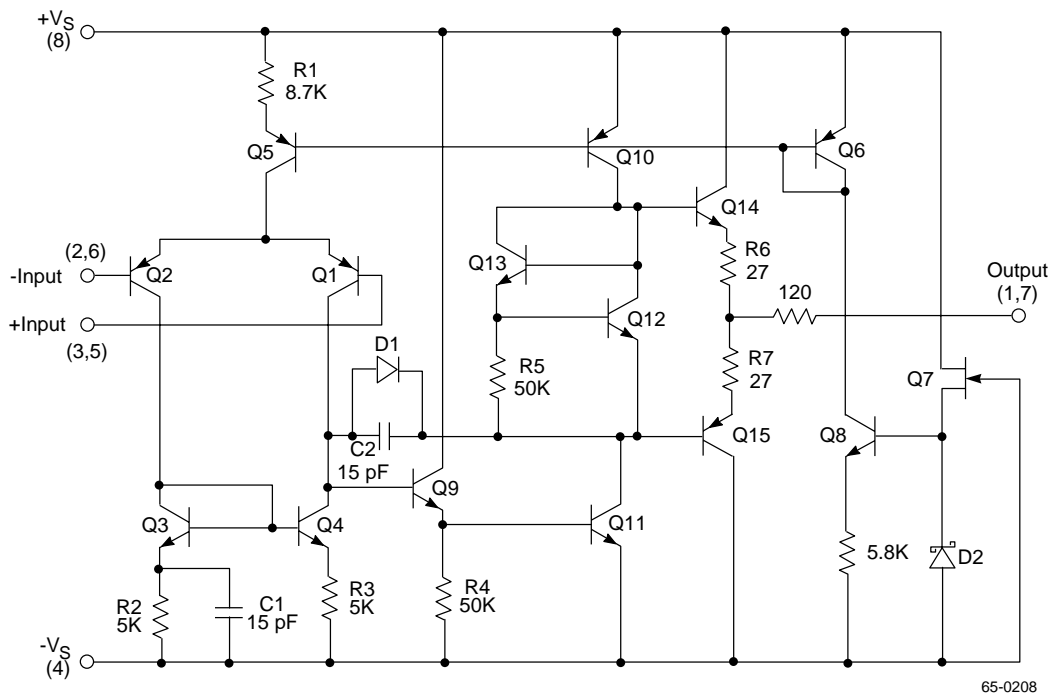 +VS
(8)
R1
8.7K
Q5
Q10
Q6
Q14
(2,6)
-Input
Q2
Q1
Q13
R6
27
Output
(1,7)
+Input
(3,5)
120
Q12
D1
R5
50K
R7
27
Q7
C2
15 pF
Q15
Q8
Q9
Q3
Q4
Q11
5.8K
D2
R2
5K
C1
15 pF
R3
5K
R4
50K
-VS
(4)
65-0208